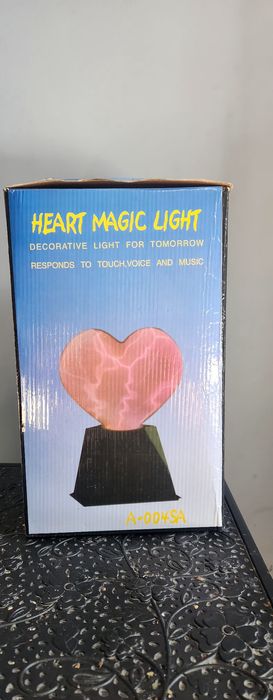 HEART MAGIC LIGHT
DECORATIVE LIGHT FOR TOMORROW
RESPONDS TO TOUCH,VOICE AND MUSIC
A-004SA